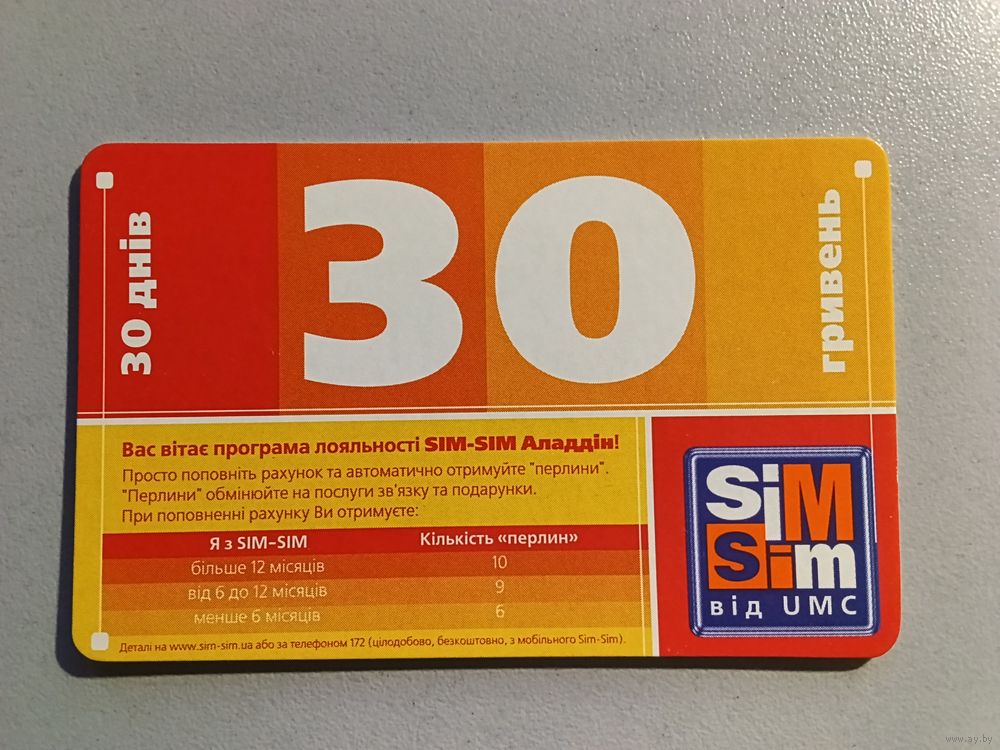 30 днів
30
гривень
Вас вітає програма лояльності SIM-SIM Аладдін!
Просто поповніть рахунок та автоматично отримуйте "перлини".
"Перлини" обмінюйте на послуги зв'язку та подарунки.
При поповненні рахунку Ви отримуєте:
Я з SIM-SIM Кількість «перлин»
більше 12 місяців 10
від 6 до 12 місяців 9
менше 6 місяців 6
Деталі на www.sim-sim.ua або за телефоном 172 (цілодобово, безкоштовно, з мобільного Sim-Sim).
SiM
Sim
від UMC
www.ay.by